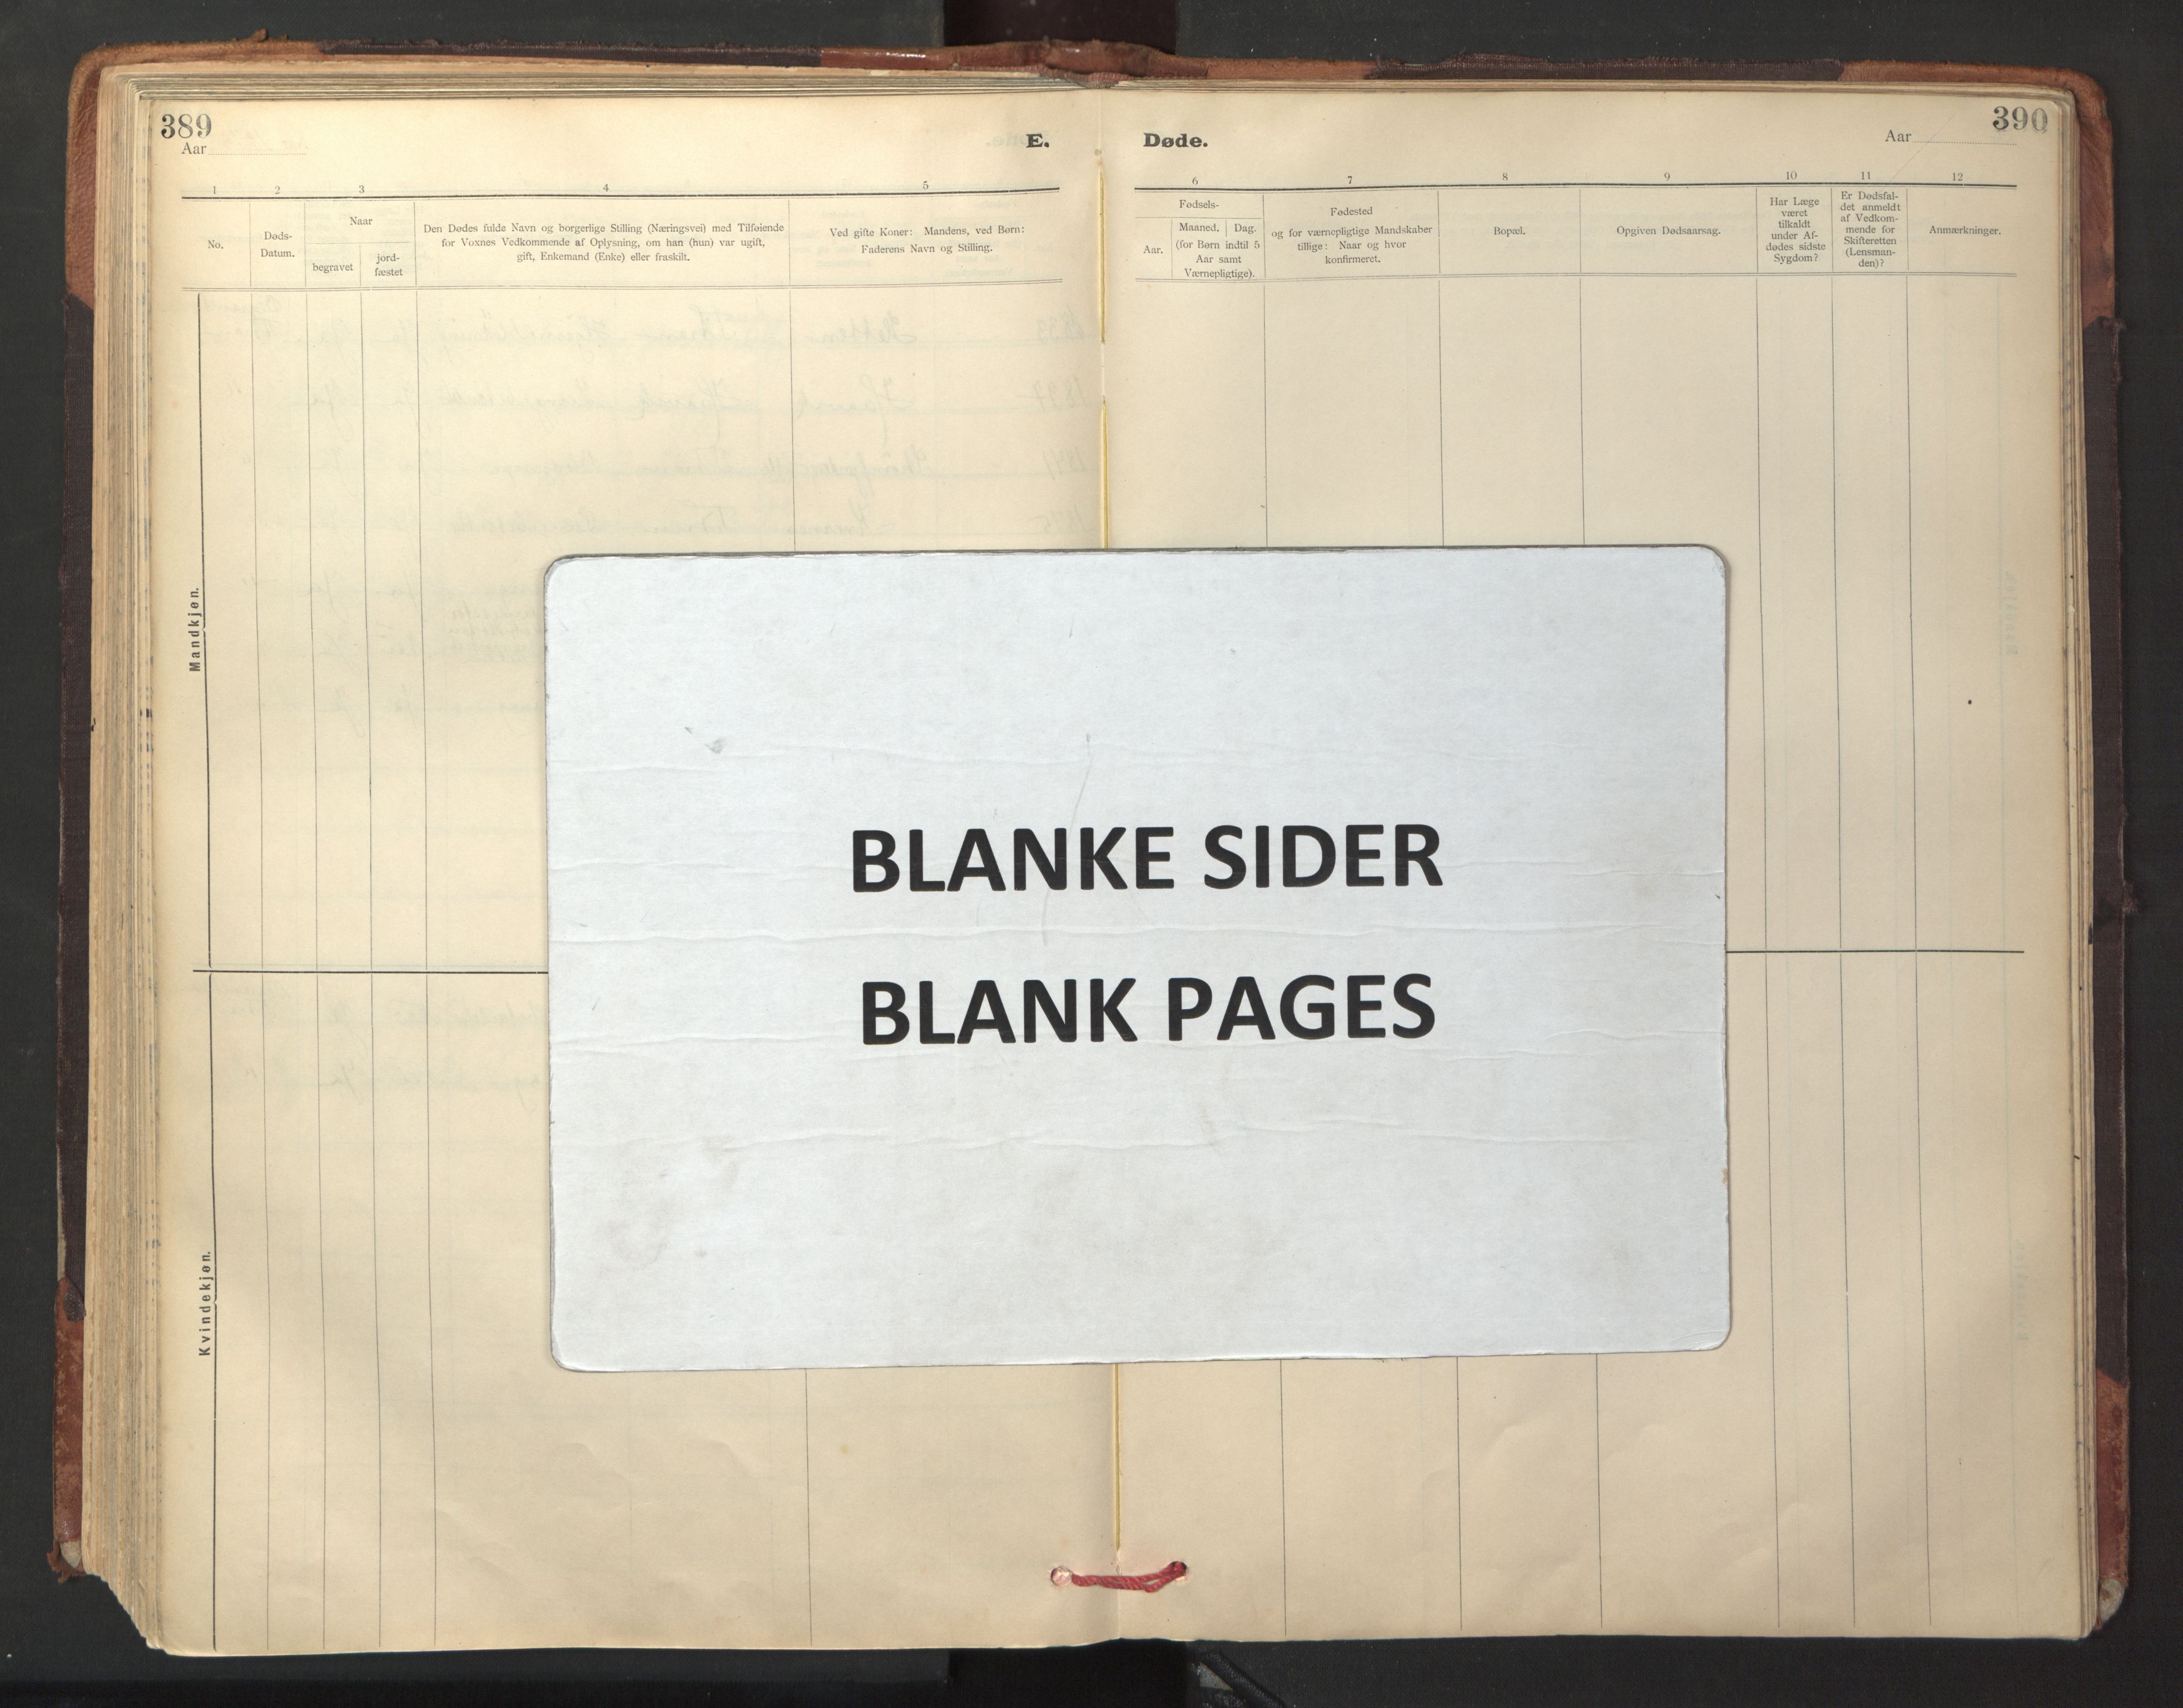 389
Aar
E.
1
2
3
4
5
No.
Døds-
Datum.
Naar
begravet
jord-
fæstet
Den Dødes fulde Navn og borgerlige Stilling (Næringsvei) med Tilføiende
for Voxnes Vedkommende af Oplysning, om han (hun) var ugift,
gift, Enkemand (Enke) eller fraskilt.
Ved gifte Koner: Mandens, ved Børn:
Faderens Navn og Stilling.
Mandkjøn.
Kvindekjøn.
390
Døde.
Aar
6
7
8
9
10
11
12
Fødsels-
Aar.
Maaned.
Dag.
(for Børn indtil 5
Aar samt
Værnepligtige).
Fødested
og for værnepligtige Mandskaber
tillige: Naar og hvor
konfirmeret.
Bopæl.
Opgiven Dødsaarsag.
Har Læge
været
tilkaldt
under Af-
dødes sidste
Sygdom?
Er Dødsfal-
det anmeldt
af Vedkom-
mende for
Skifteretten
(Lensman-
den)?
Anmærkninger.
BLANKE SIDER
BLANK PAGES